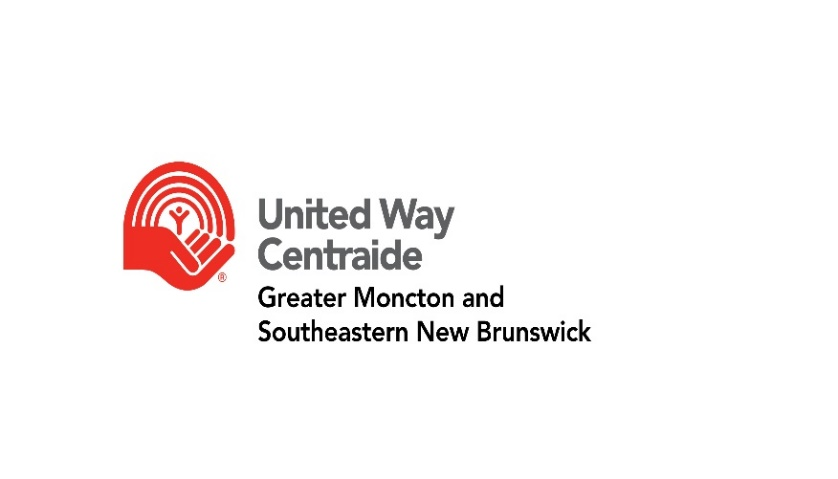 United Way
Centraide
Greater Moncton and
Southeastern New Brunswick
®